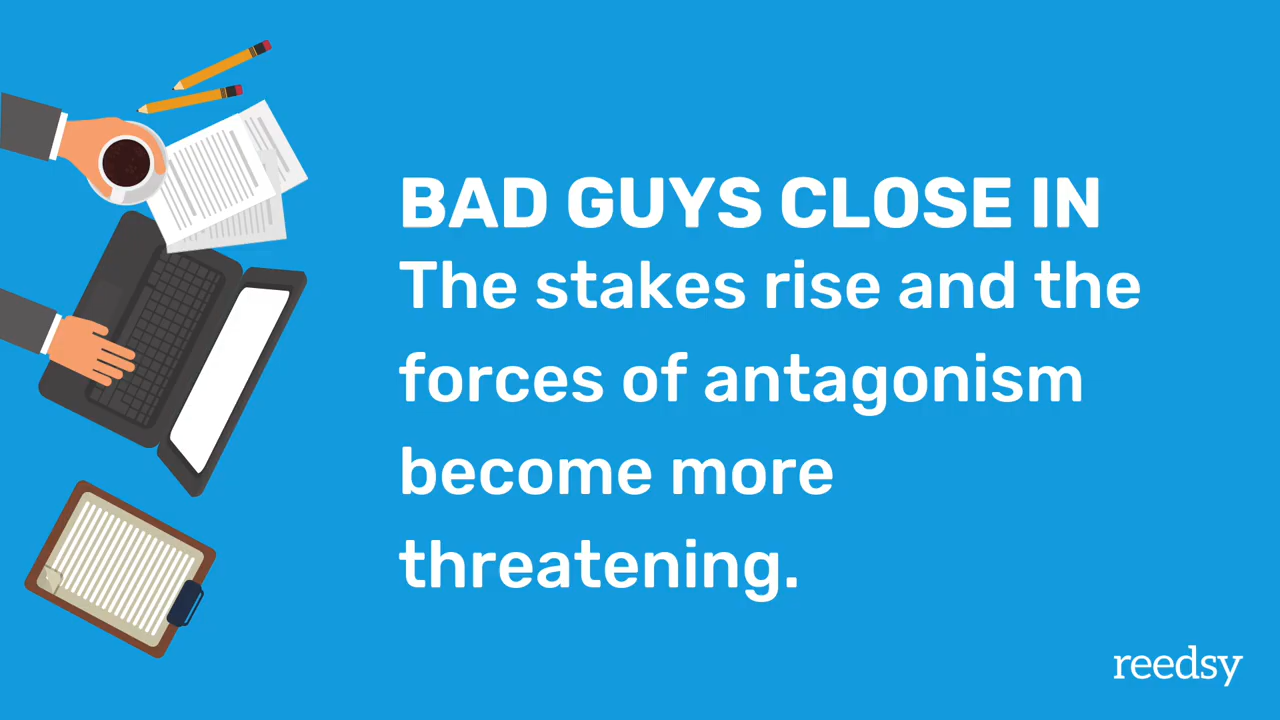 BAD GUYS CLOSE IN
The stakes rise and the
forces of antagonism
become more
threatening.
reedsy